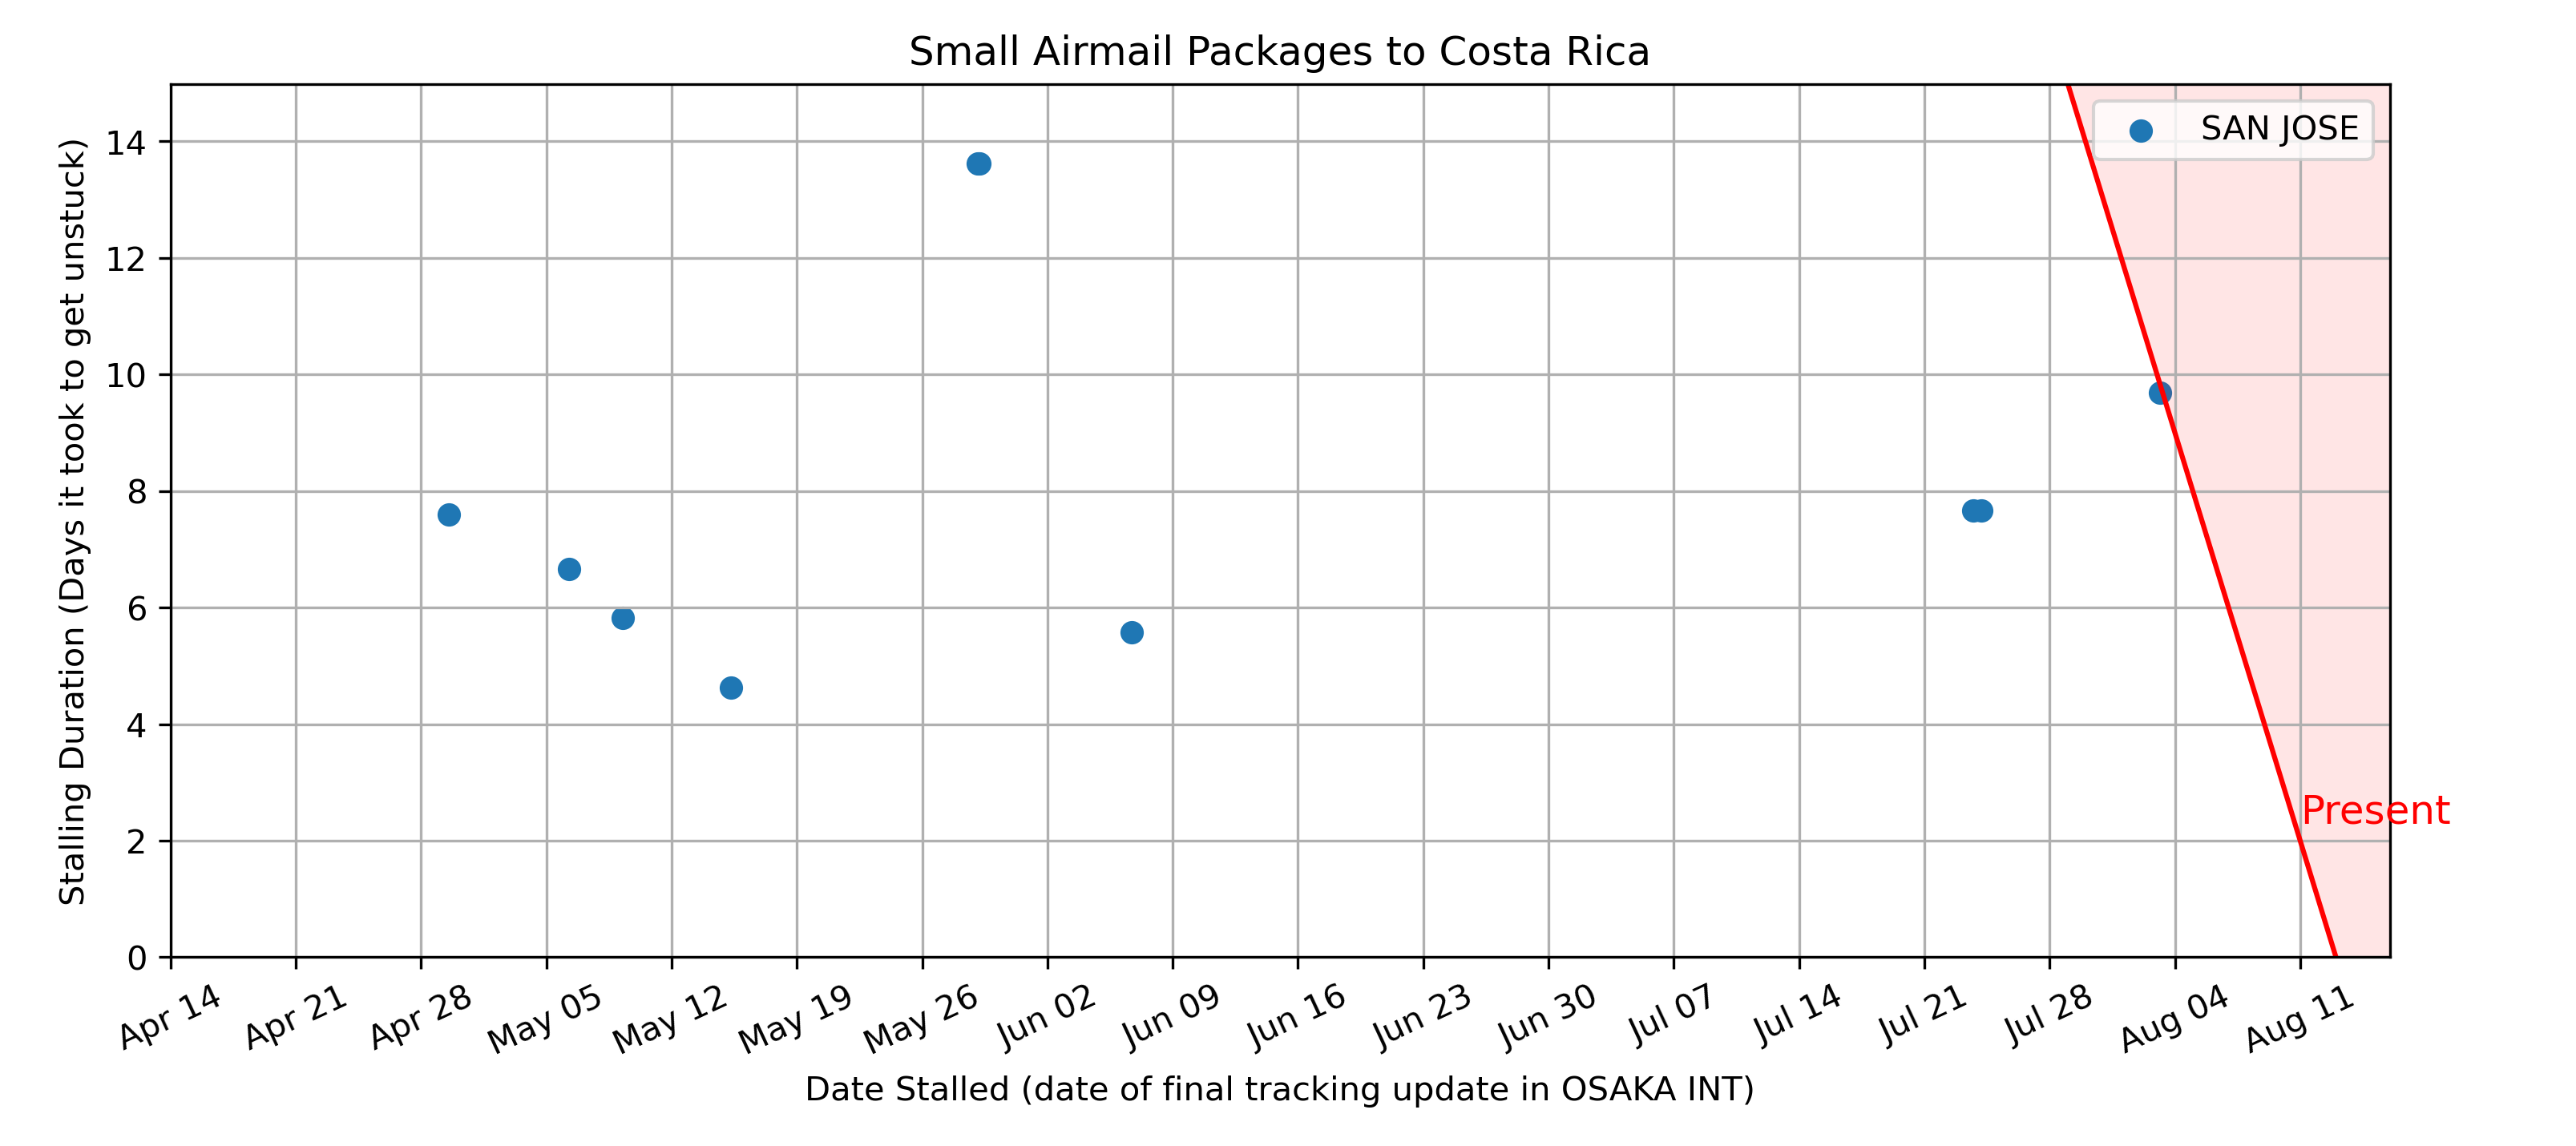 Small Airmail Packages to Costa Rica
SAN JOSE
Stalling Duration (Days it took to get unstuck)
14
12
10
8
6
4
2
0
Present
Apr 14
Apr 21
Apr 28
May 05
May 12
May 19
May 26
Jun 02
Jun 09
Jun 16
Jun 23
Jun 30
Jul 07
Jul 14
Jul 21
Jul 28
Aug 04
Aug 11
Date Stalled (date of final tracking update in OSAKA INT)